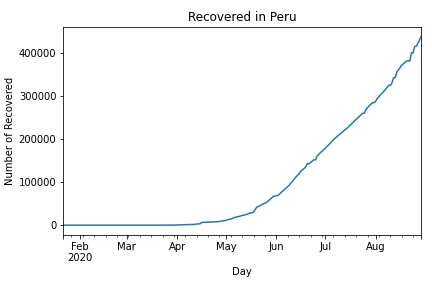 Recovered in Peru
Number of Recovered
400000
300000
200000
100000
0
Feb Mar Apr May Jun Jul Aug
2020
Day